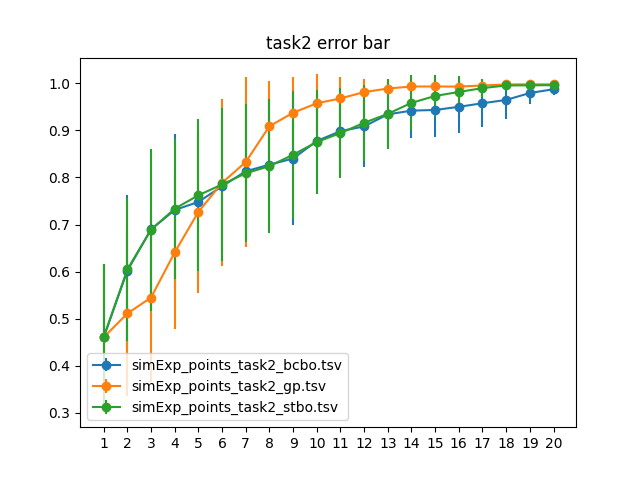 task2 error bar
1.0
0.9
0.8
0.7
0.6
0.5
0.4
0.3
simExp_points_task2_bcbo.tsv
simExp_points_task2_gp.tsv
simExp_points_task2_stbo.tsv
1 2 3 4 5 6 7 8 9 10 11 12 13 14 15 16 17 18 19 20